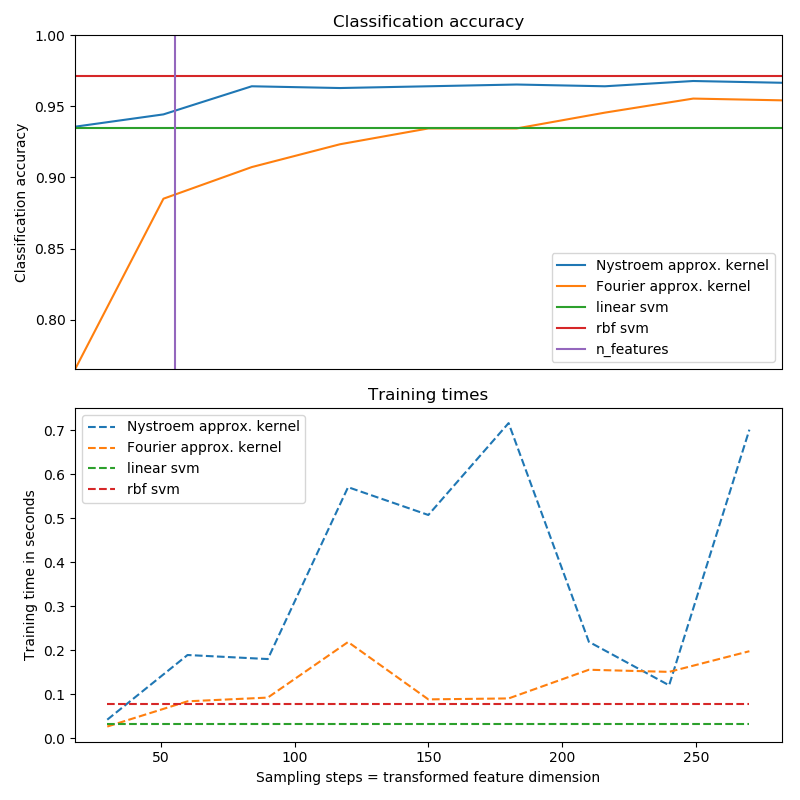 Classification accuracy
1.00
0.95
0.90
0.85
0.80
Classification accuracy
Nystroem approx. kernel
Fourier approx. kernel
linear svm
rbf svm
n_features
Training times
0.7
0.6
0.5
0.4
0.3
0.2
0.1
0.0
Training time in seconds
Nystroem approx. kernel
Fourier approx. kernel
linear svm
rbf svm
50
100
150
200
250
Sampling steps = transformed feature dimension